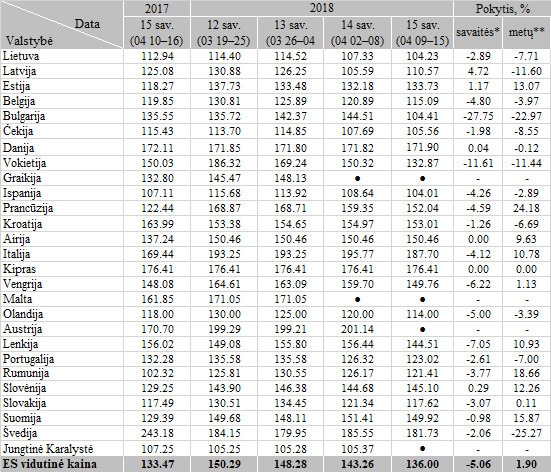 Data 2017 2018 Pokytis, %
Valstybė 15 sav. (04 10–16) 12 sav. (03 19–25) 13 sav. (03 26–04 14 sav. (04 02–08) 15 sav. (04 09–15) savaitės* metų**
Lietuva 112.94 114.40 114.52 107.33 104.23 -2.89 -7.71
Latvija 125.08 130.88 126.25 105.59 110.57 4.72 -11.60
Estija 118.27 137.73 133.48 132.18 133.73 1.17 13.07
Belgija 119.85 130.81 125.89 120.89 115.09 -4.80 -3.97
Bulgarija 135.55 135.72 142.37 144.51 104.41 -27.75 -22.97
Čekija 115.43 113.70 114.85 107.69 105.56 -1.98 -8.55
Danija 172.11 171.85 171.80 171.82 171.90 0.04 -0.12
Vokietija 150.03 186.32 169.24 150.32 132.87 -11.61 -11.44
Graikija 132.80 145.47 148.13 ● ● - -
Ispanija 107.11 115.68 113.92 108.64 104.01 -4.26 -2.89
Prancūzija 122.44 168.87 168.71 159.35 152.04 -4.59 24.18
Kroatija 163.99 153.38 154.65 154.97 153.01 -1.26 -6.69
Airija 137.24 150.46 150.46 150.46 150.46 0.00 9.63
Italija 169.44 193.25 193.25 195.77 187.70 -4.12 10.78
Kipras 176.41 176.41 176.41 176.41 176.41 0.00 0.00
Vengrija 148.08 164.61 163.09 159.70 149.76 -6.22 1.13
Malta 161.85 171.05 171.05 ● ● - -
Olandija 118.00 130.00 125.00 120.00 114.00 -5.00 -3.39
Austrija 170.70 199.29 199.21 201.14 ● - -
Lenkija 156.02 149.08 155.80 156.44 144.51 -7.05 10.93
Portugalija 132.28 135.58 135.58 126.32 123.02 -2.61 -7.00
Rumunija 102.32 125.81 130.55 126.17 121.41 -3.77 18.66
Slovėnija 129.25 143.90 146.38 144.68 145.10 0.29 12.26
Slovakija 117.49 130.51 134.45 121.34 117.62 -3.07 0.11
Suomija 129.39 149.68 148.11 151.41 149.92 -0.98 15.87
Švedija 243.18 184.15 179.95 185.55 181.73 -2.06 -25.27
Jungtinė Karalystė 107.25 105.25 105.28 105.37 ● - -
ES vidutinė kaina 133.47 150.29 148.28 143.26 136.00 -5.06 1.90